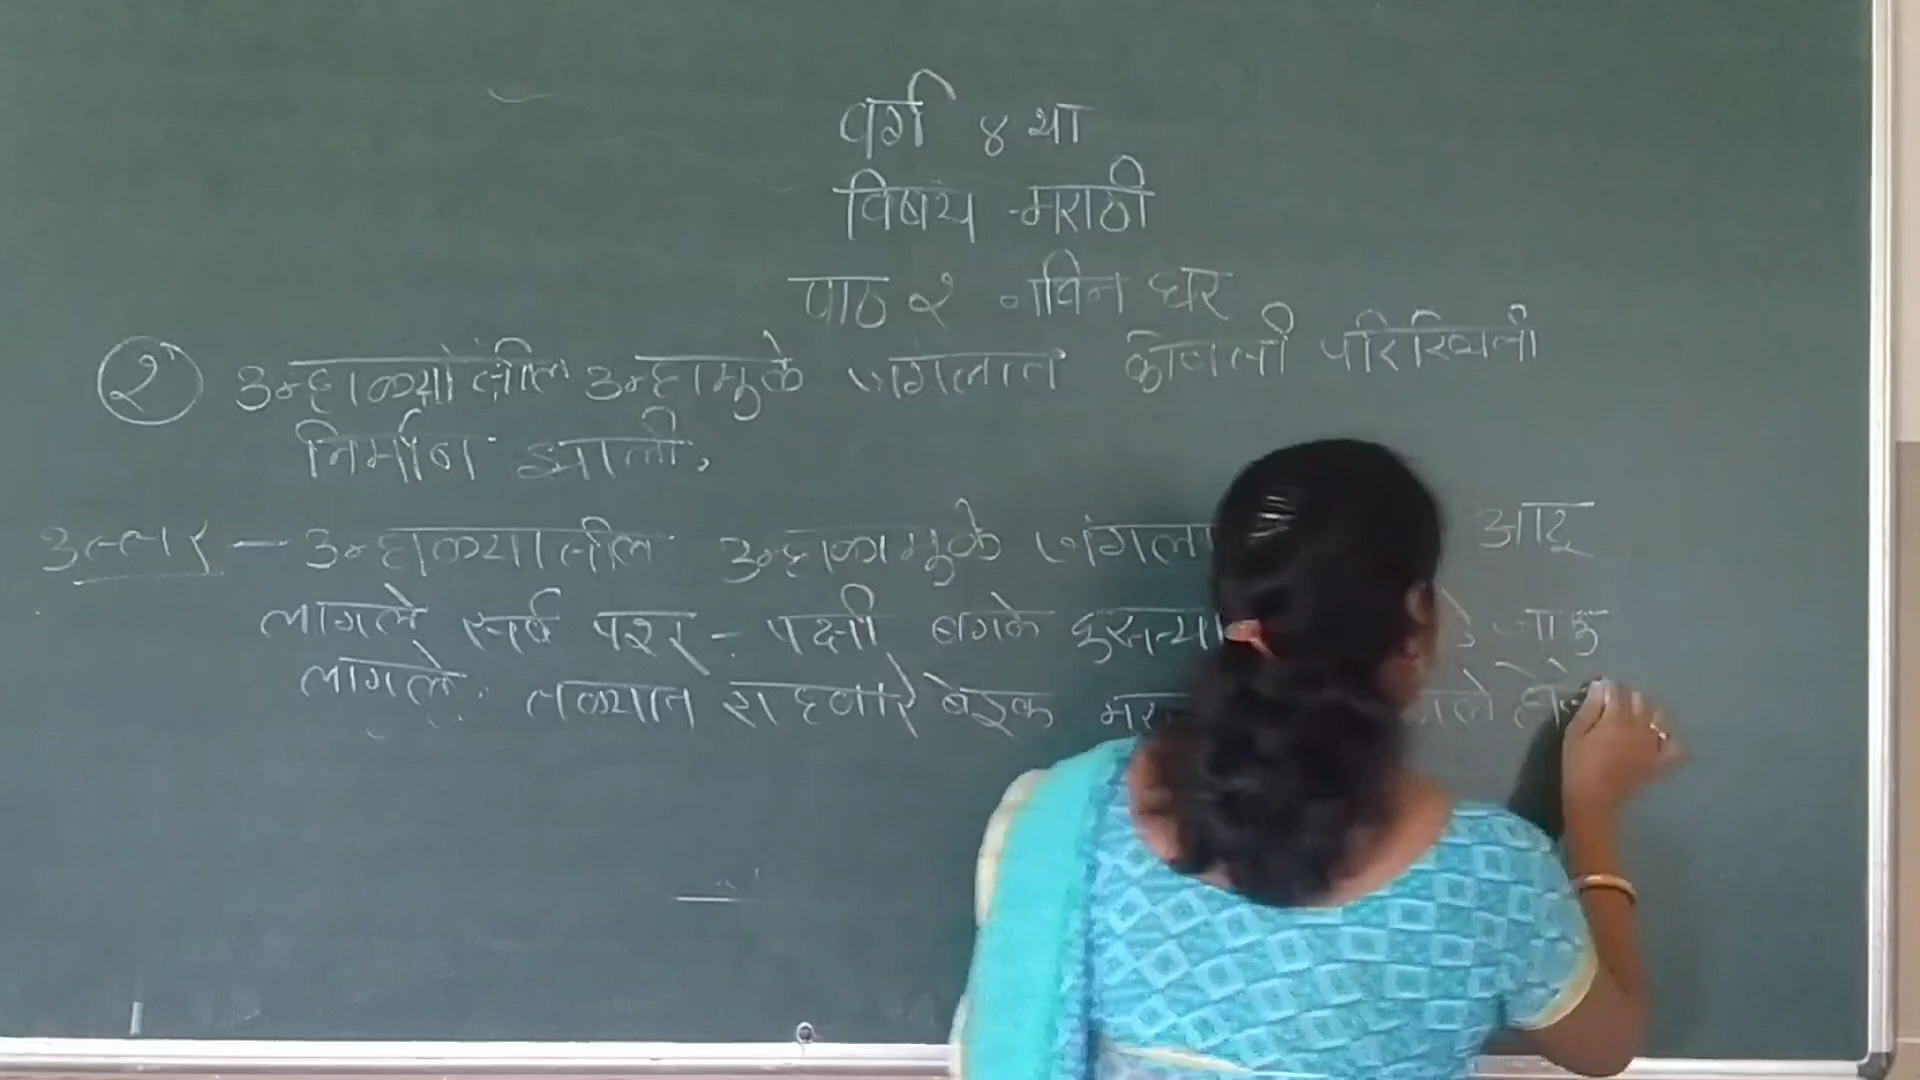 वर्ग ४ था
विषय - मराठी
पाठ २ नविन घर
२ उन्हाळ्यातील उन्हामुळे जंगलात कोणती परिस्थिती
निर्माण झाली.
उत्तर - उन्हाळ्यातील उन्हाळामुळे जंगला आटू
लागले सर्व पशु - पक्षी दुसऱ्या जाऊ
लागले. तळ्यात राहणारे बेडूक